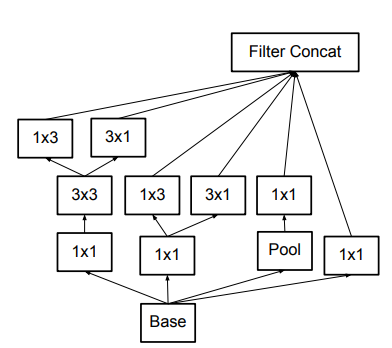 Filter Concat
1x3
3x1
3x3
1x3
3x1
1x1
1x1
1x1
Pool
1x1
Base